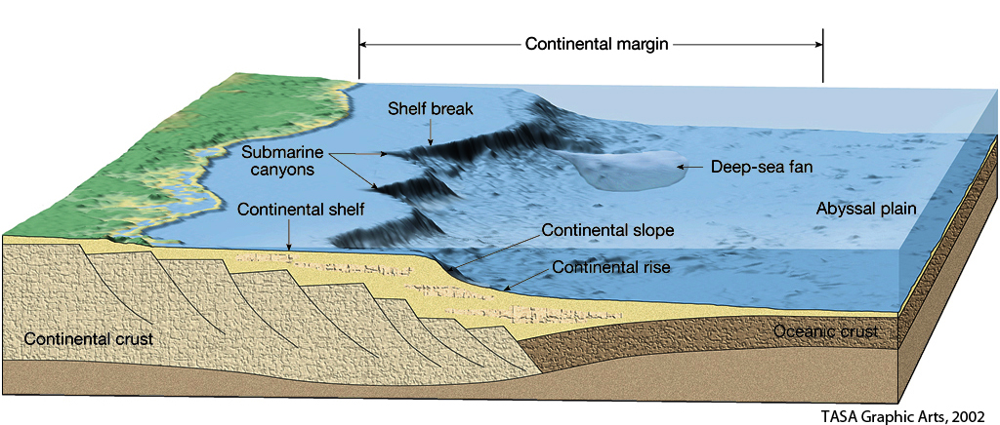 Continental margin
Shelf break
Submarine
canyons
Deep-sea fan
Continental shelf
Abyssal plain
Continental slope
Continental rise
Oceanic crust
Continental crust
TASA Graphic Arts, 2002